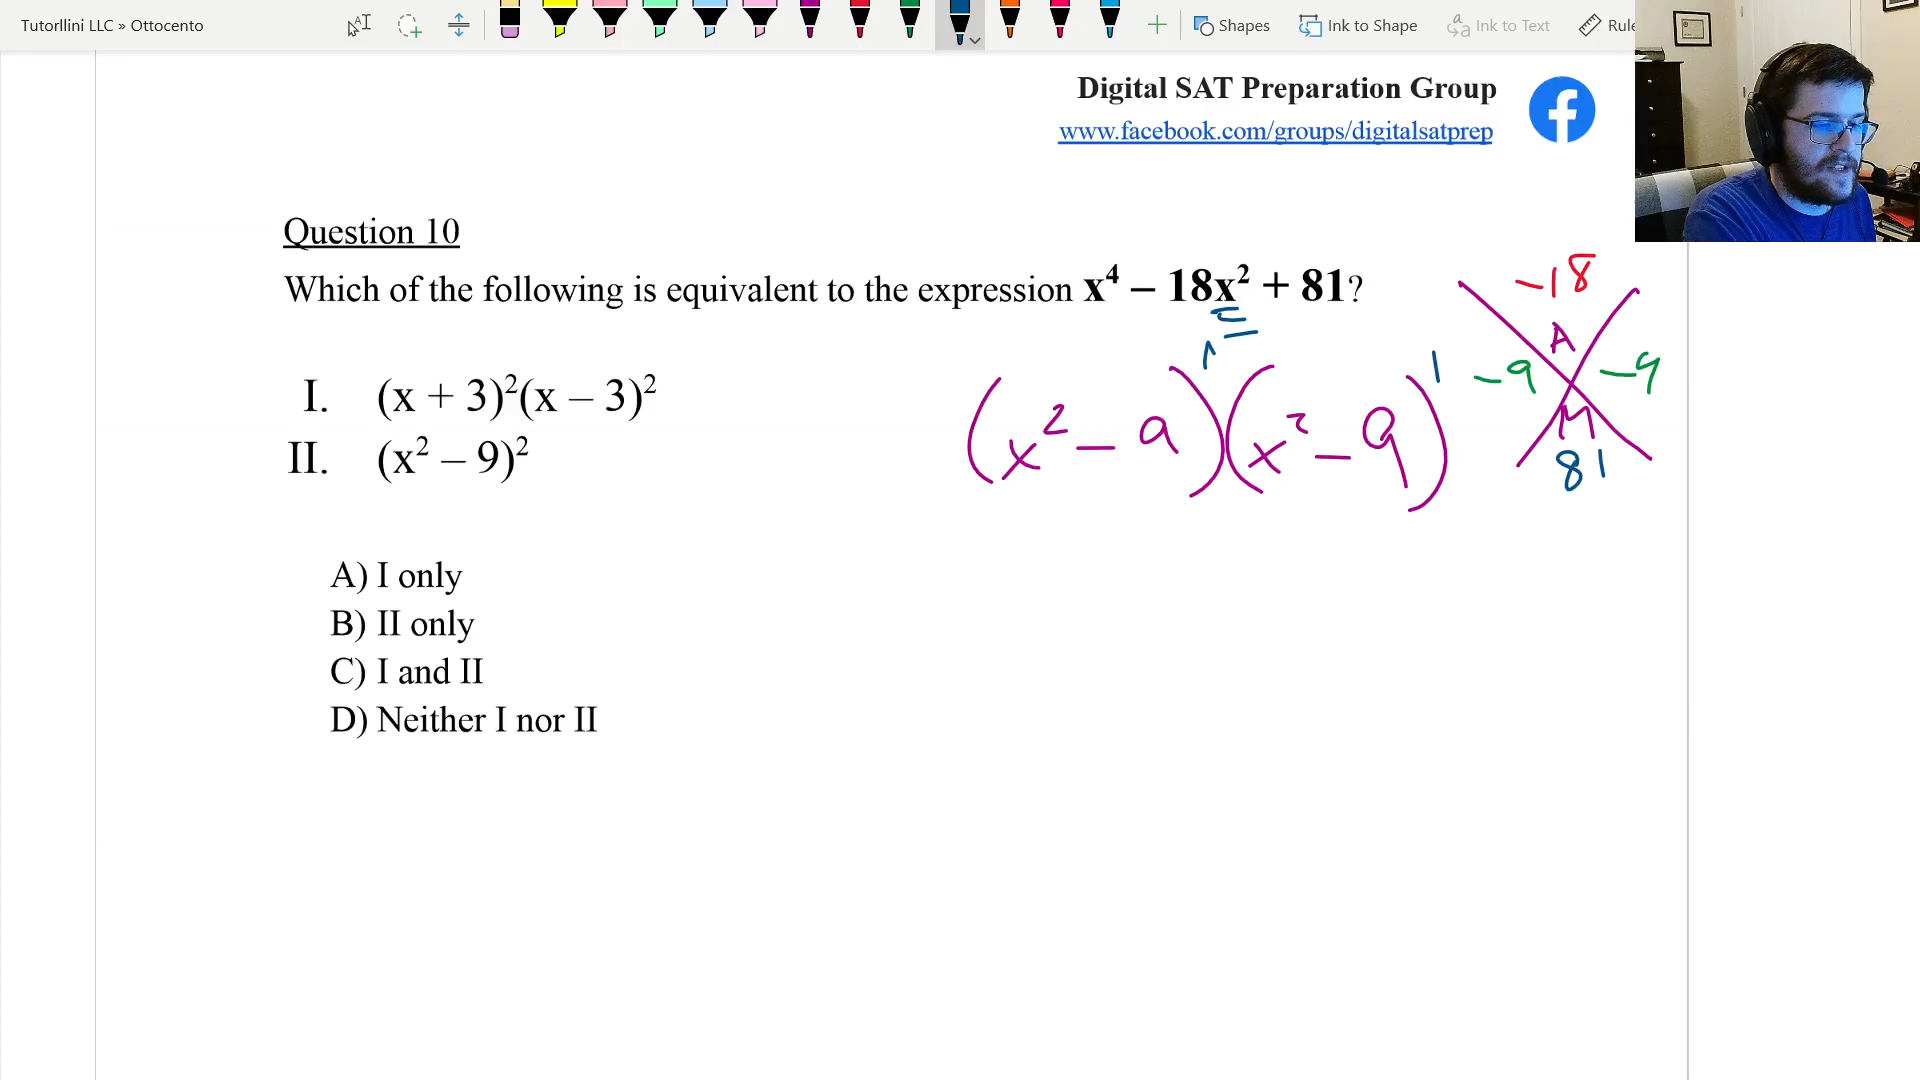 Tutorllini LLC » Ottocento
Shapes
Ink to Shape
Ink to Text
Digital SAT Preparation Group
www.facebook.com/groups/digitalsatprep
Question 10
Which of the following is equivalent to the expression x⁴ – 18x² + 81?
I. (x + 3)²(x – 3)²
II. (x² – 9)²
A) I only
B) II only
C) I and II
D) Neither I nor II
(x² – 9)¹(x² – 9)¹
–18
A
–9 –9
M
81